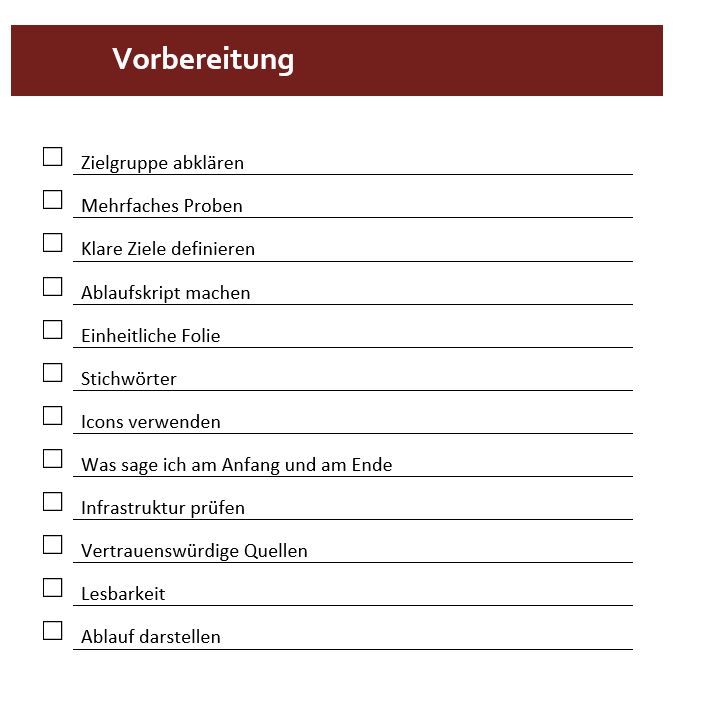 Vorbereitung
Zielgruppe abklären
Mehrfaches Proben
Klare Ziele definieren
Ablaufskript machen
Einheitliche Folie
Stichwörter
Icons verwenden
Was sage ich am Anfang und am Ende
Infrastruktur prüfen
Vertrauenswürdige Quellen
Lesbarkeit
Ablauf darstellen